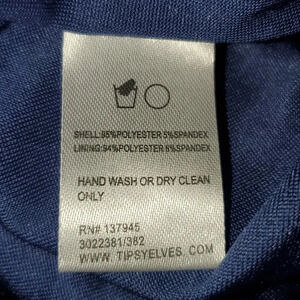 SHELL:95%POLYESTER 5%SPANDEX
LINING:94%POLYESTER 6%SPANDEX
HAND WASH OR DRY CLEAN
ONLY
RN# 137945
3022381/382
WWW. TIPSYELVES. COM